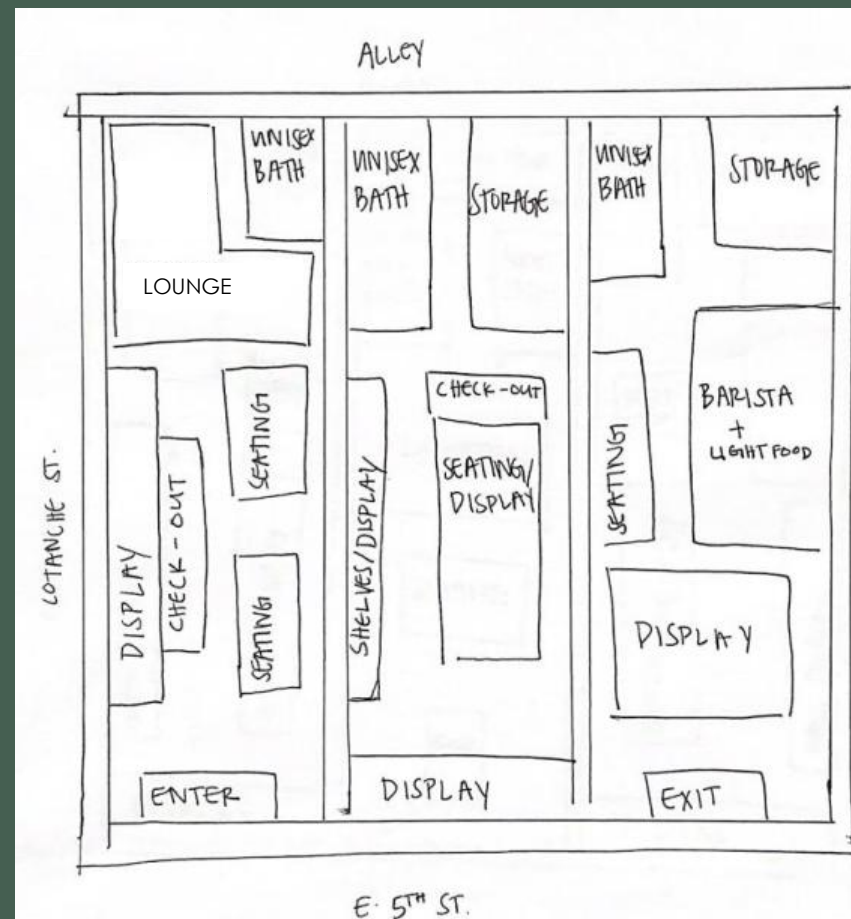 ALLEY
UNISEX
BATH
UNISEX
BATH
STORAGE
UNISEX
BATH
STORAGE
LOUNGE
COTANCHE ST.
DISPLAY
CHECK-OUT
SEATING
SEATING
SHELVES/DISPLAY
CHECK-OUT
SEATING/
DISPLAY
SEATING
BARISTA
+
LIGHT FOOD
DISPLAY
ENTER
DISPLAY
EXIT
E. 5TH ST.